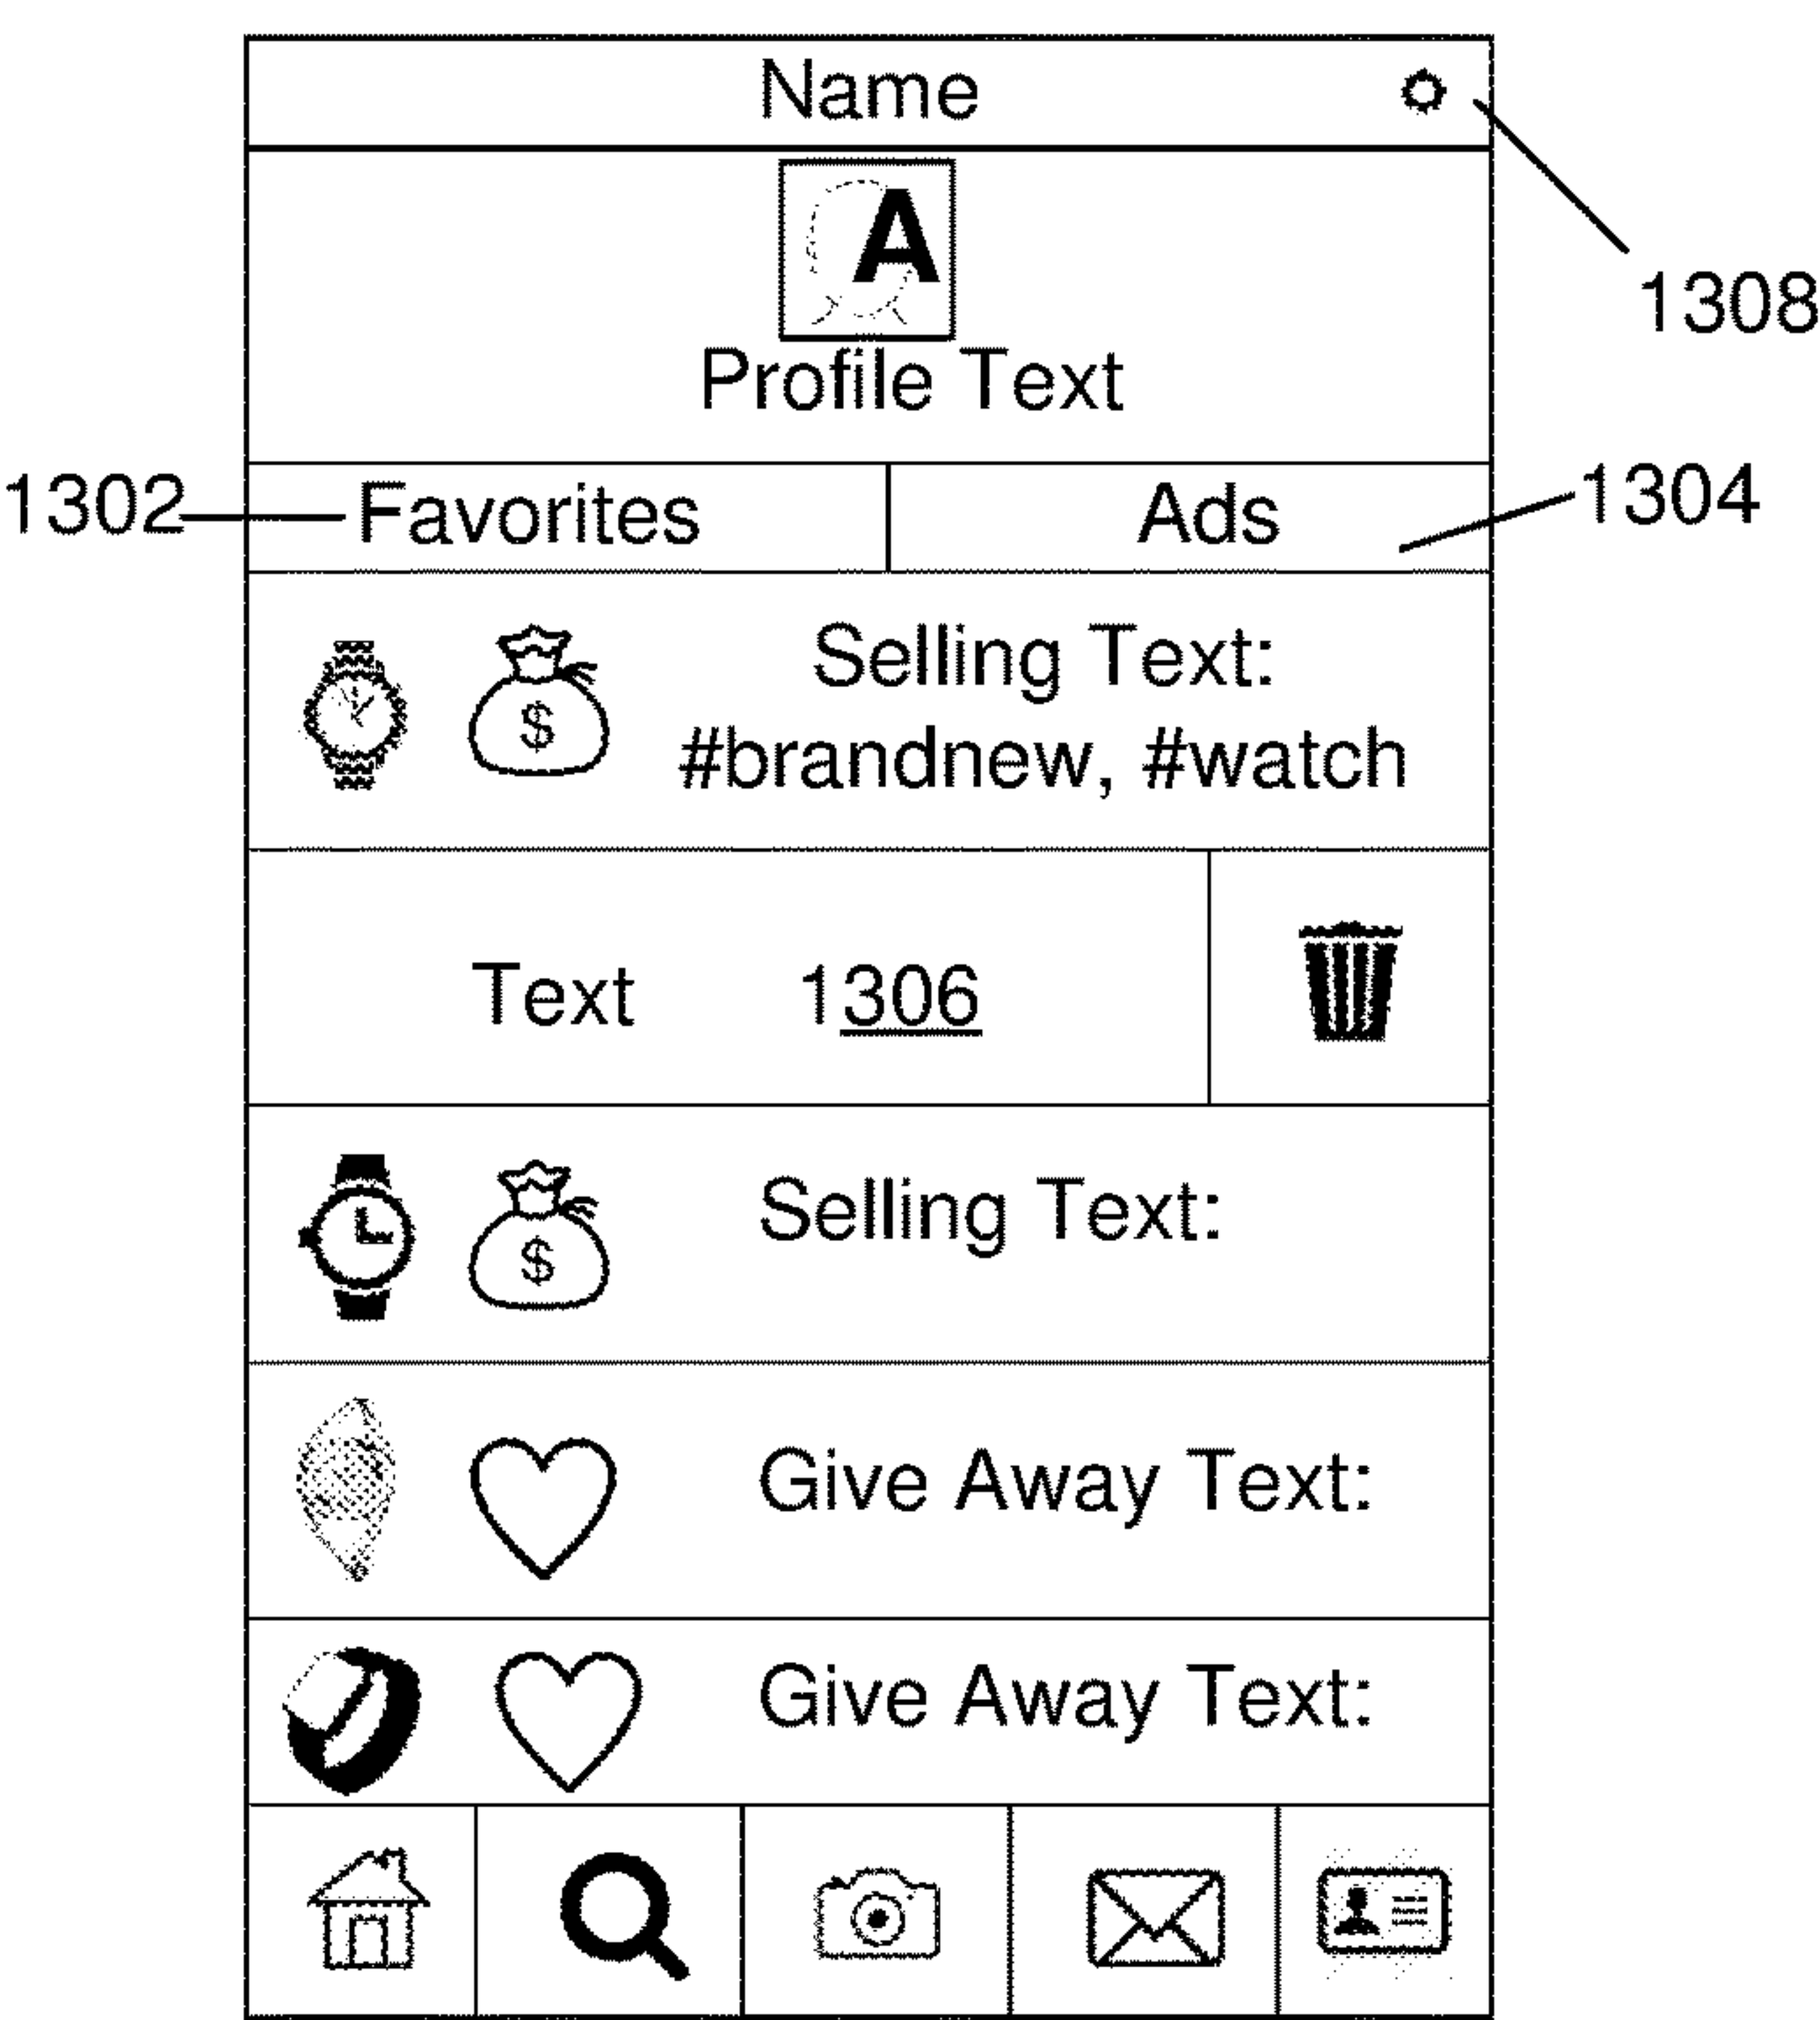 Name
1308
A
Profile Text
1302
Favorites
Ads
1304
$
Selling Text:
#brandnew, #watch
Text 1306
$
Selling Text:
Give Away Text:
Give Away Text: